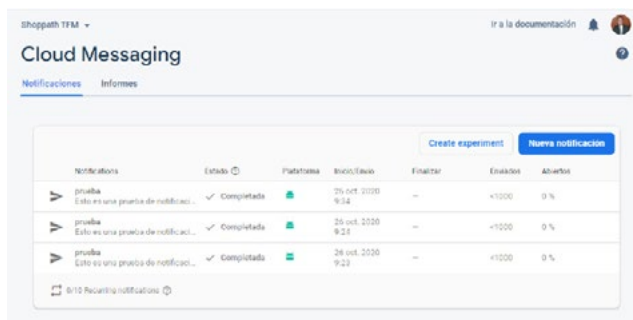 Shoppath TFM
Ir a la documentación
Cloud Messaging
Notificaciones Informes
Create experiment Nueva notificación
Notifications Estado Plataforma Inicio/Envío Finalizar Enviados Abiertos
prueba
Esto es una prueba de notificaci... Completada 26 oct. 2020 9:34 — <1000 0 %
prueba
Esto es una prueba de notificaci... Completada 26 oct. 2020 — <1000 0 %
prueba
Esto es una prueba de notificaci... Completada 26 oct. 2020 9:23 — <1000 0 %
0/10 Recurring notifications